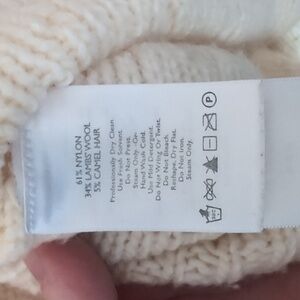 61% NYLON
34% LAMBS WOOL
5% CAMEL HAIR
Professionally Dry Clean.
Use Fresh Solvent.
Do Not Press.
Steam Only -Or-
Hand Wash Cold.
Use Mild Detergent.
Do Not Wring Or Twist.
Do Not Bleach.
Reshape, Dry Flat.
Do Not Iron.
Steam Only.
P